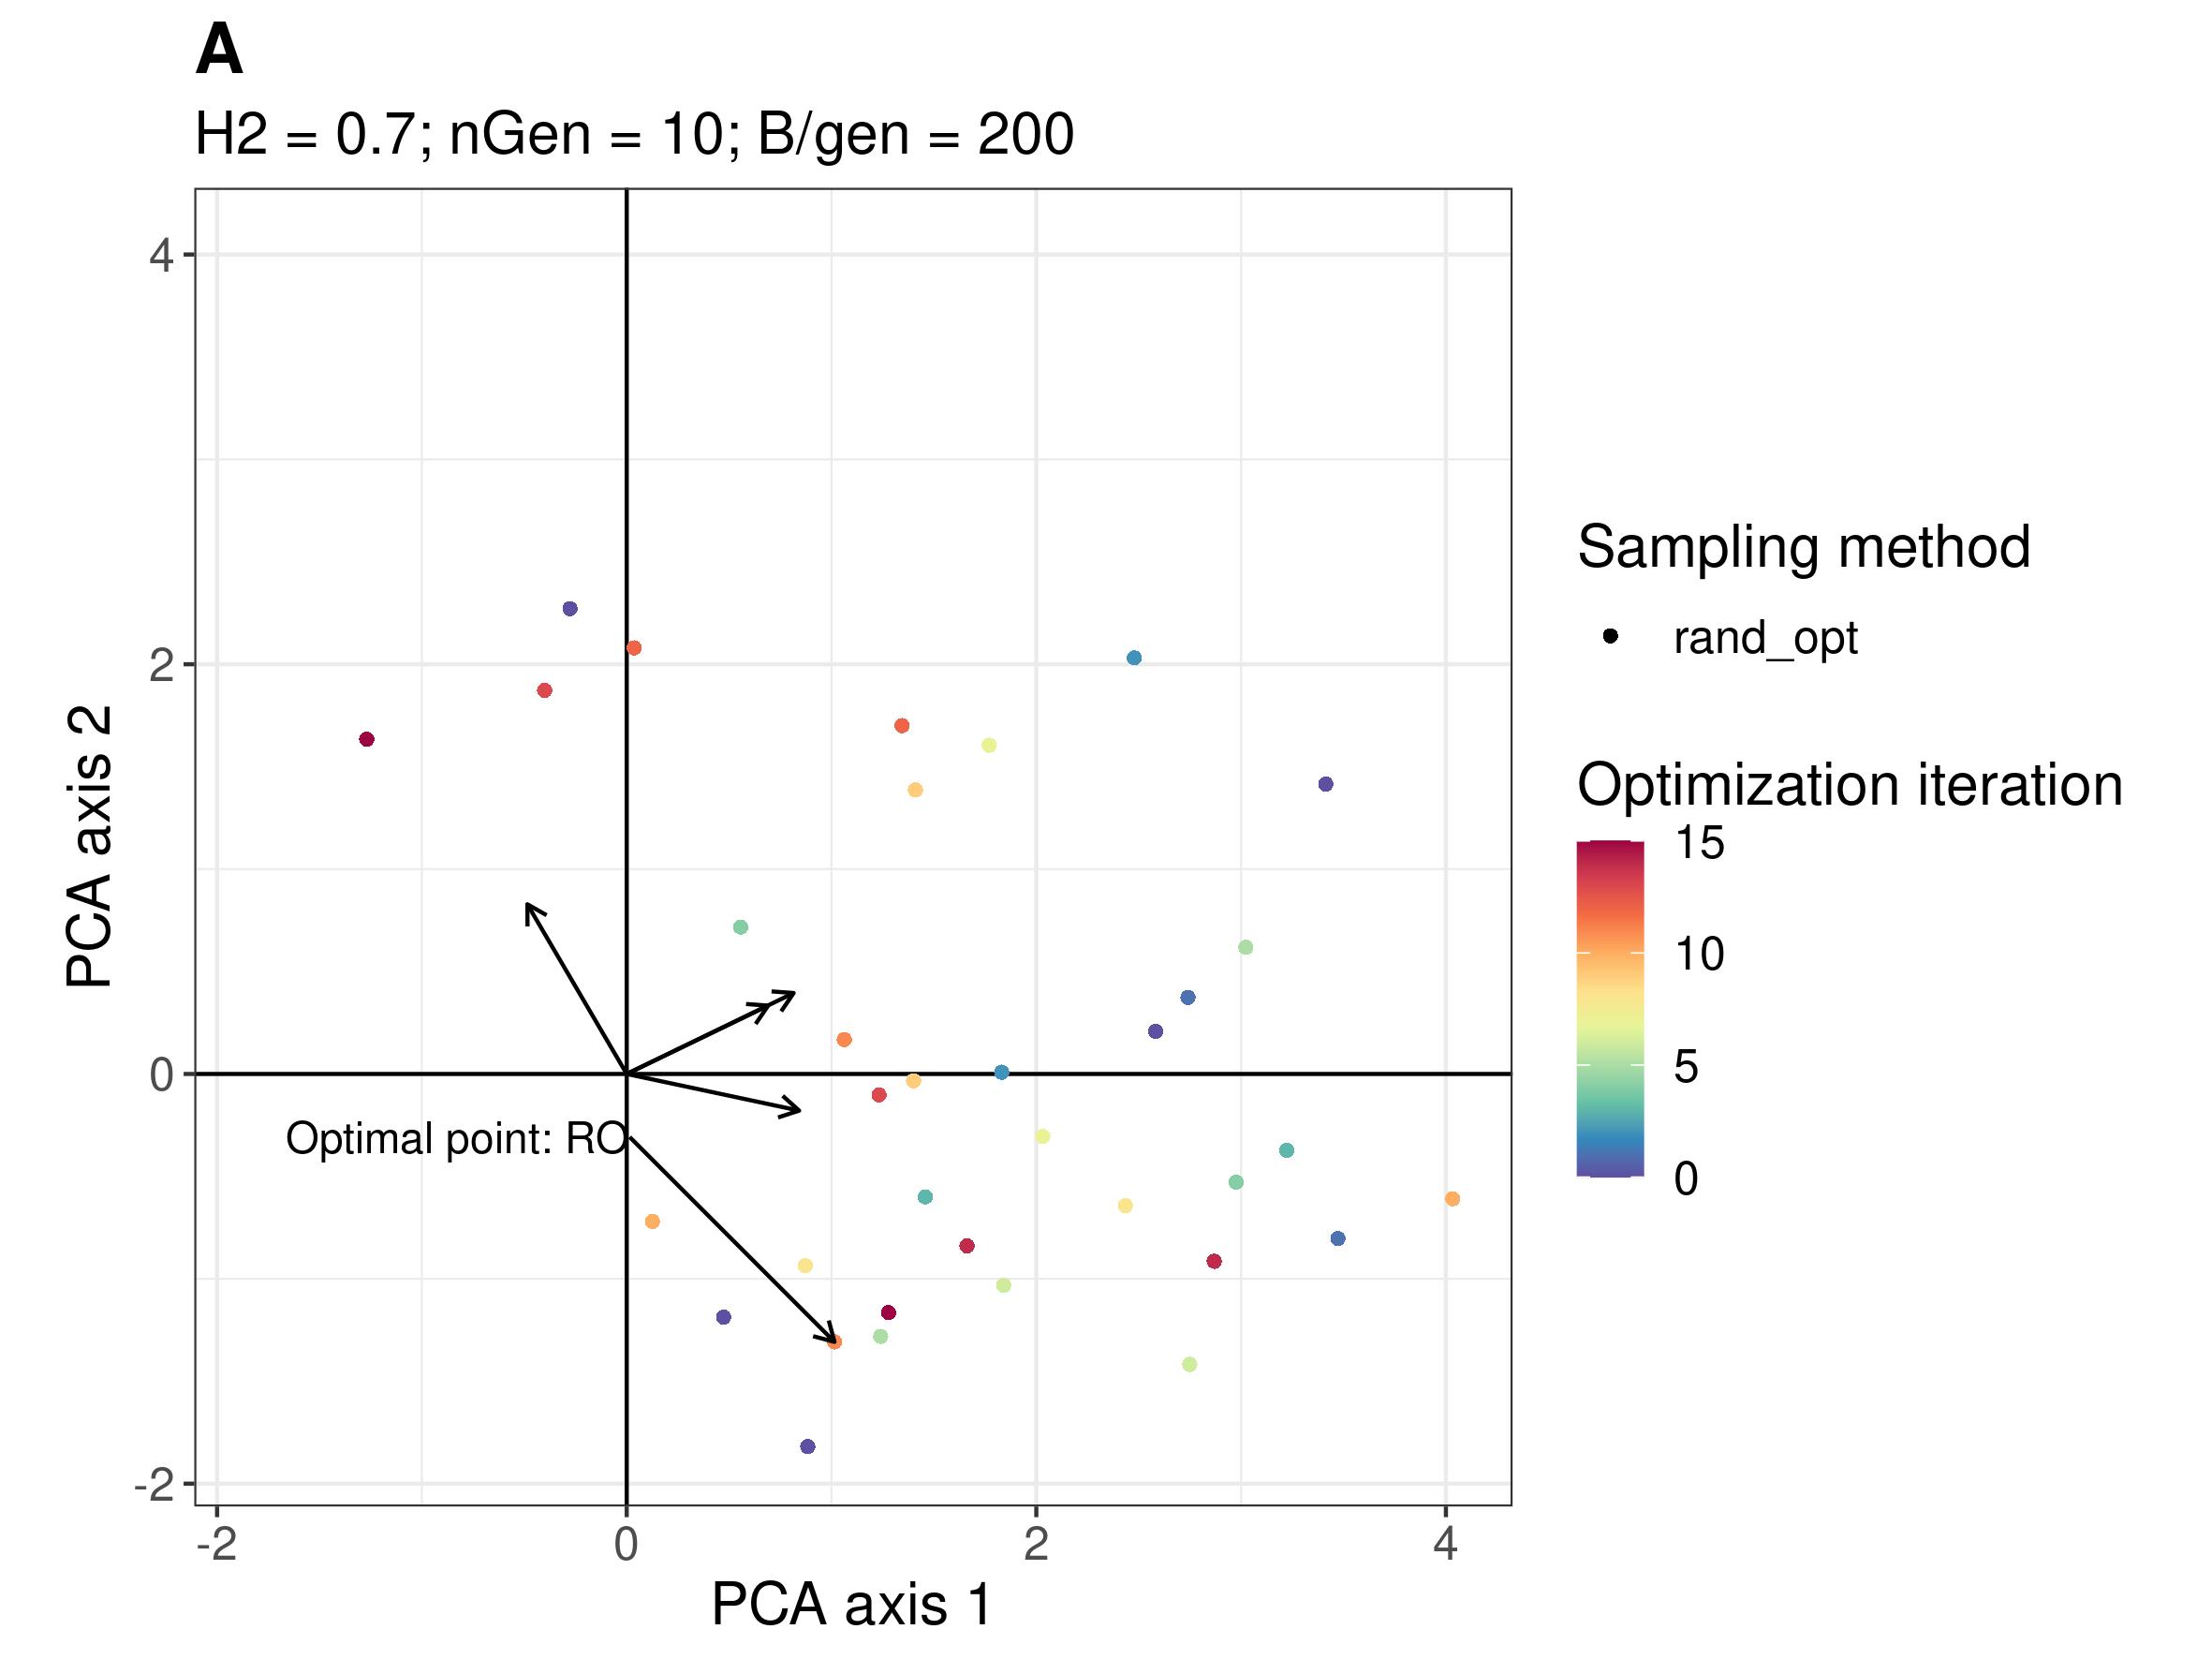 A
H2 = 0.7; nGen = 10; B/gen = 200
PCA axis 2
4
2
0
-2
Optimal point: RO
-2
0
2
4
PCA axis 1
Sampling method
rand_opt
Optimization iteration
15
10
5
0